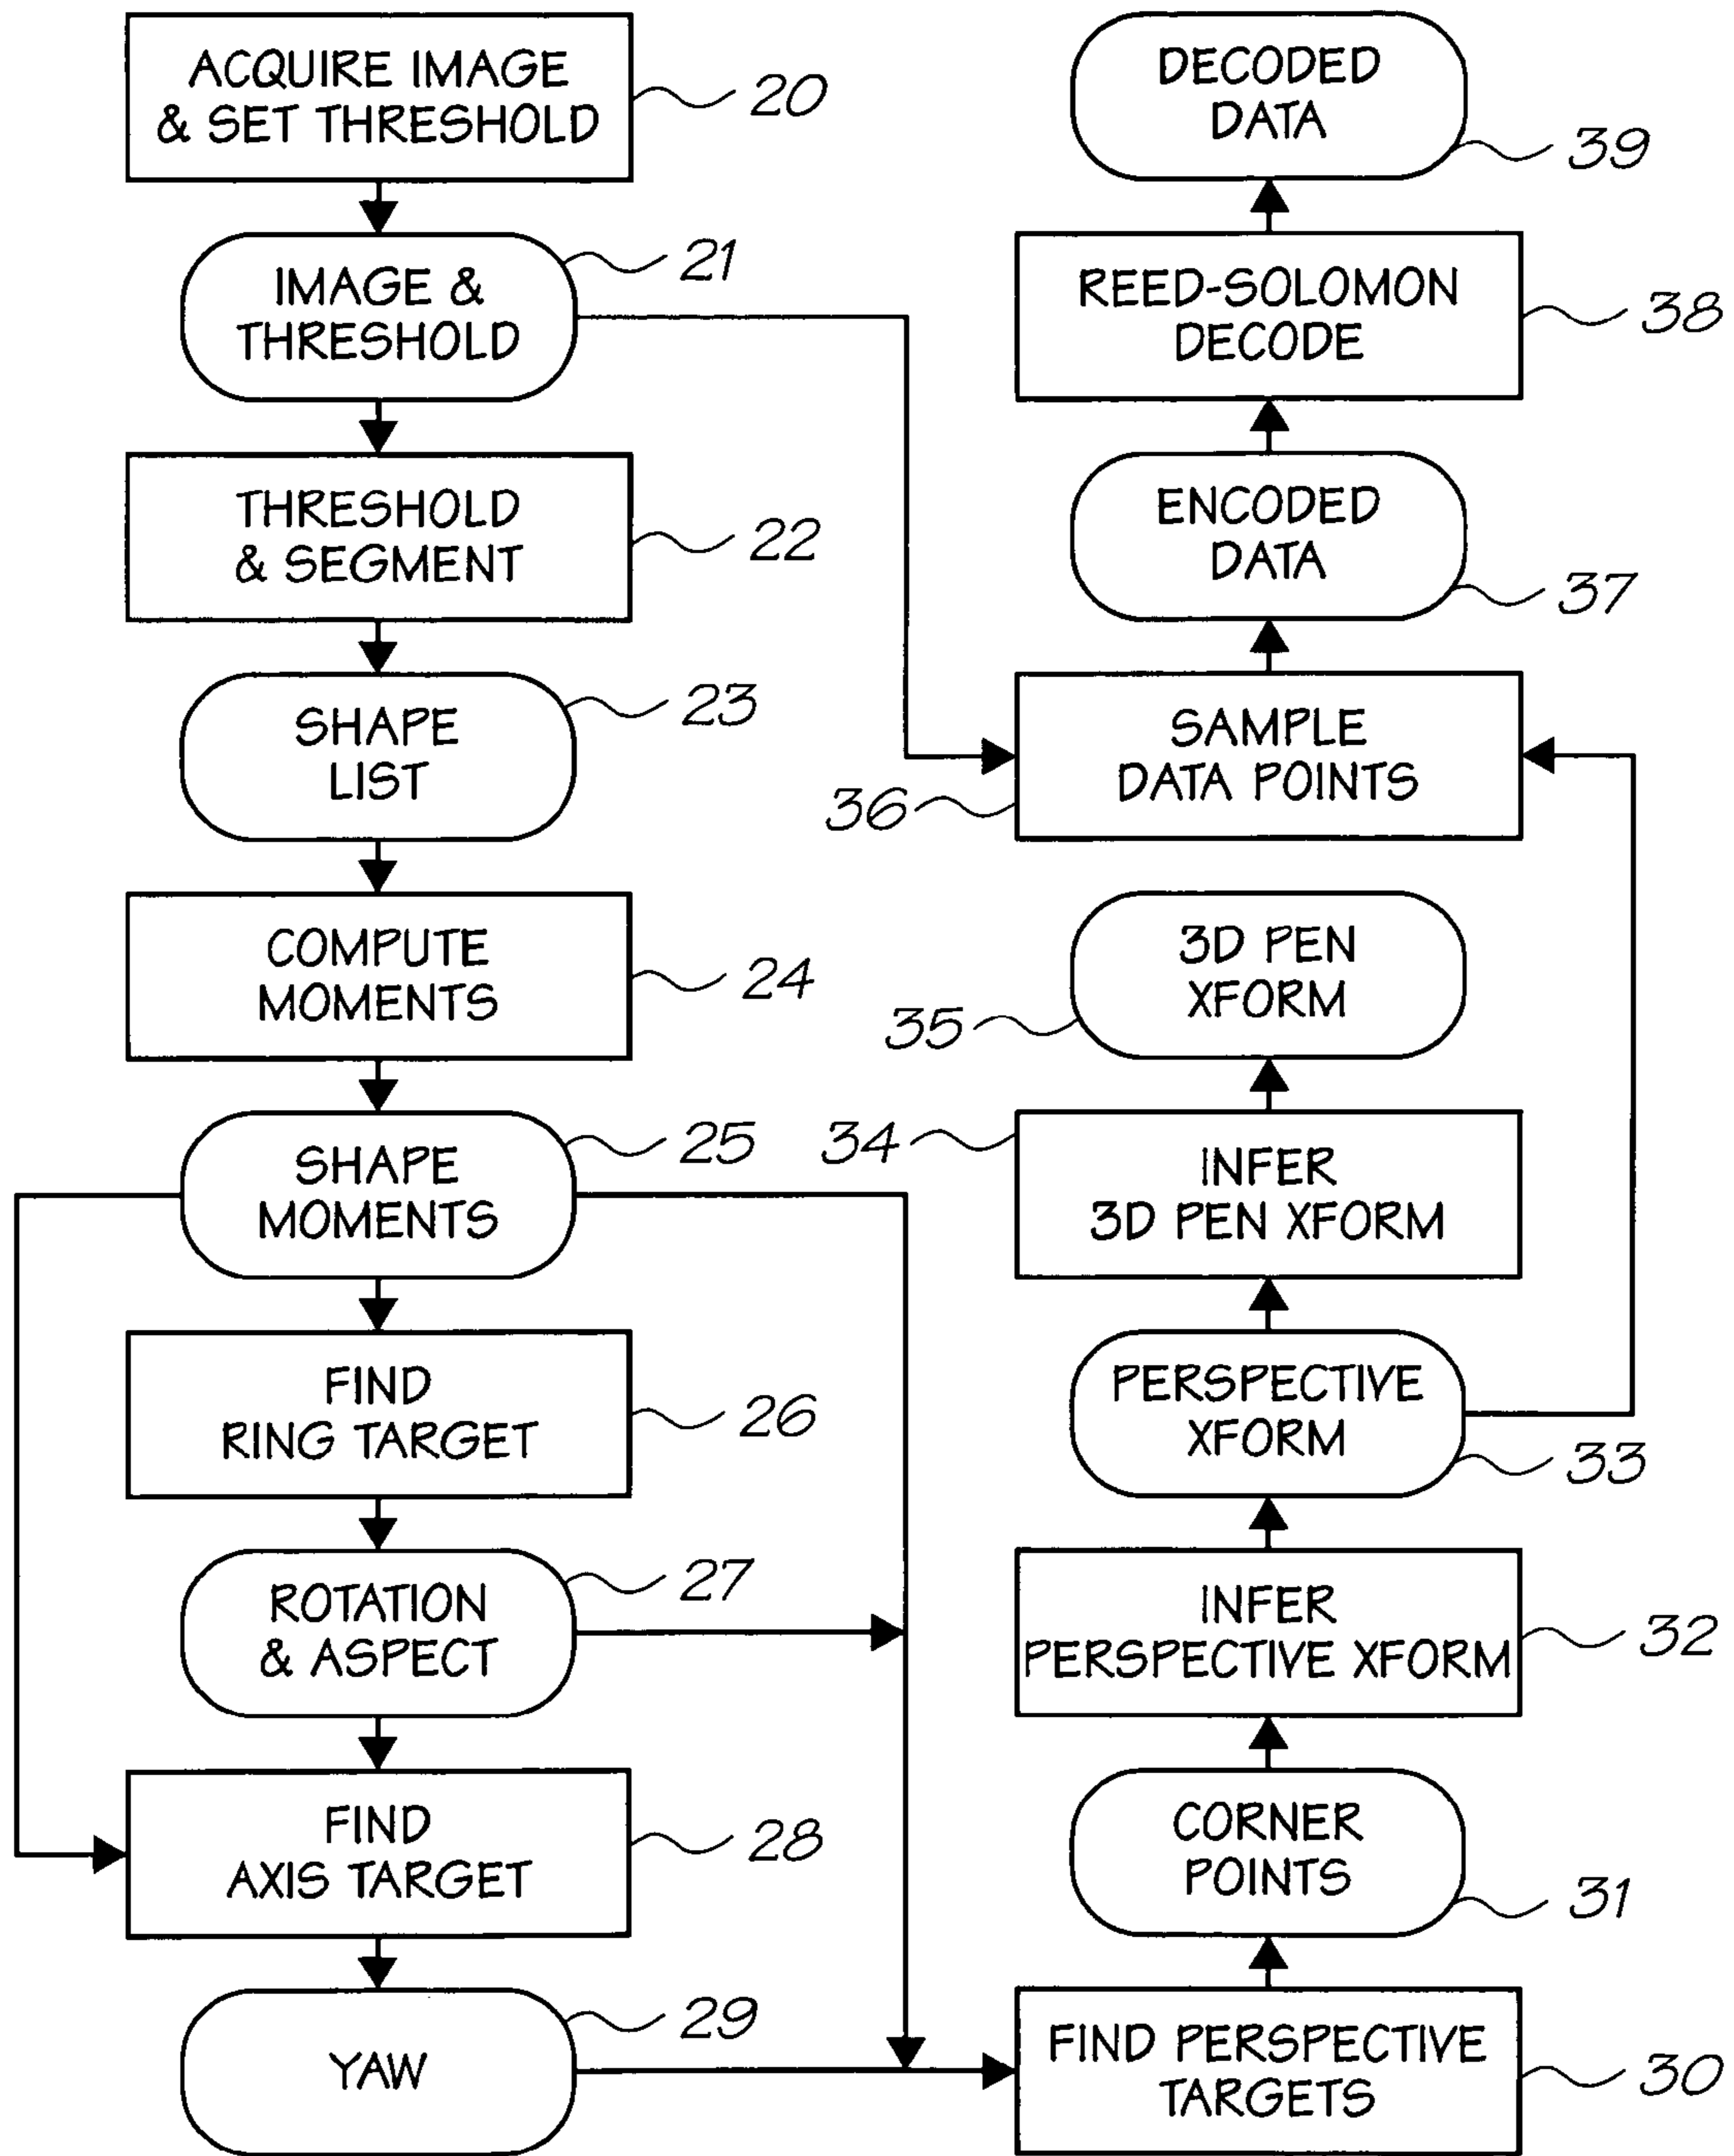 ACQUIRE IMAGE
& SET THRESHOLD
20
IMAGE &
THRESHOLD
21
THRESHOLD
& SEGMENT
22
SHAPE
LIST
23
COMPUTE
MOMENTS
24
SHAPE
MOMENTS
25
FIND
RING TARGET
26
ROTATION
& ASPECT
27
FIND
AXIS TARGET
28
YAW
29
DECODED
DATA
39
REED-SOLOMON
DECODE
38
ENCODED
DATA
37
SAMPLE
DATA POINTS
36
3D PEN
XFORM
35
INFER
3D PEN XFORM
34
PERSPECTIVE
XFORM
33
INFER
PERSPECTIVE XFORM
32
CORNER
POINTS
31
FIND PERSPECTIVE
TARGETS
30